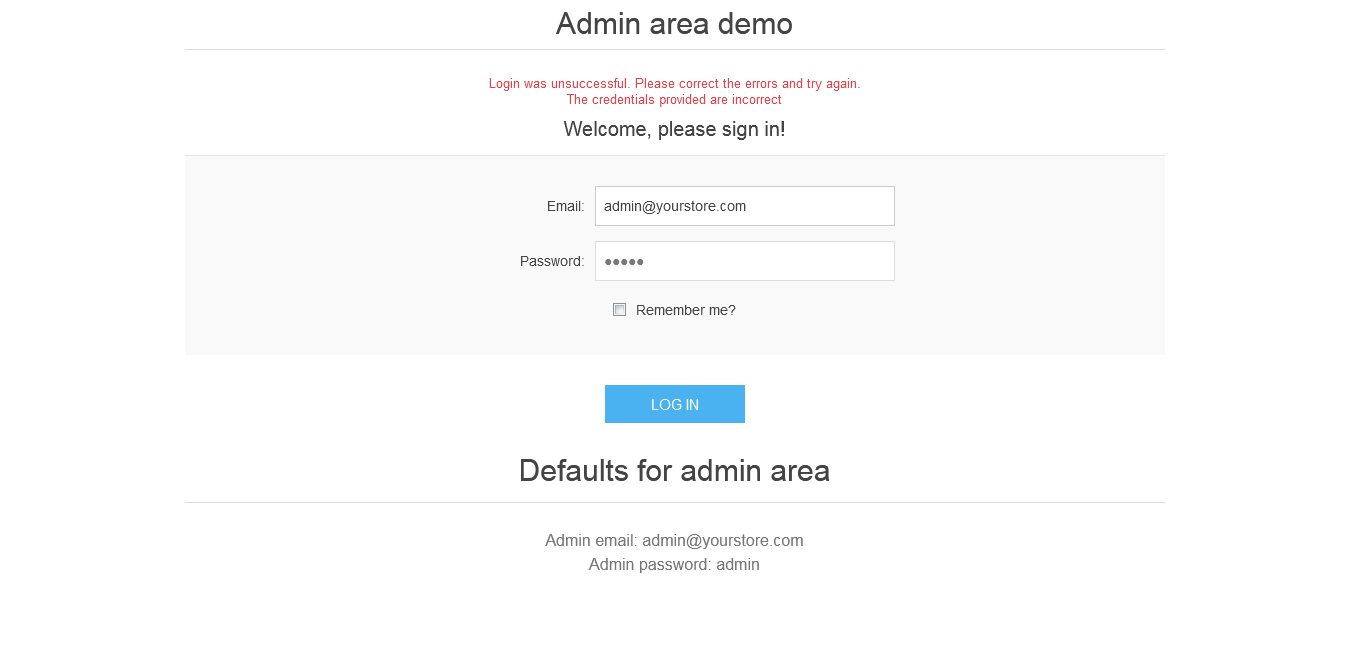 Admin area demo
Login was unsuccessful. Please correct the errors and try again.
The credentials provided are incorrect
Welcome, please sign in!
Email: admin@yourstore.com
Password: •••••
Remember me?
LOG IN
Defaults for admin area
Admin email: admin@yourstore.com
Admin password: admin